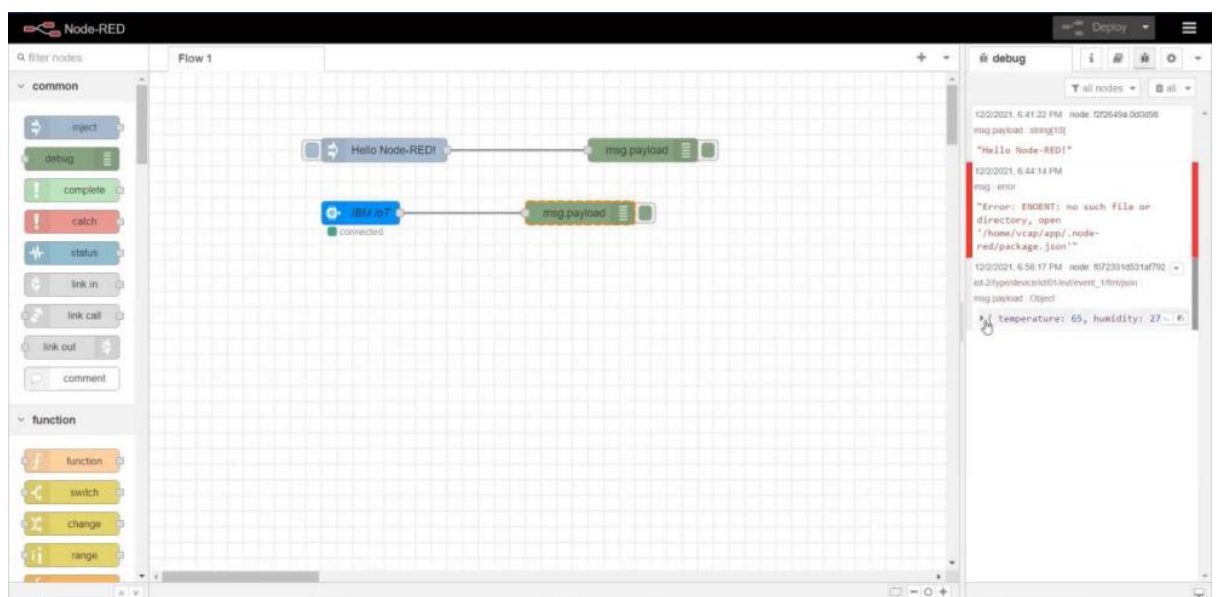 Node-RED
Deploy
filter nodes
Flow 1
debug
i
all nodes
all
common
inject
debug
complete
catch
status
link in
link call
link out
comment
function
function
switch
change
range
Hello Node-RED!
msg.payload
IBM IoT
msg.payload
connected
12/2/2021, 6:41:22 PM node: f2f2649a.0d0d98
msg.payload : string[15]
"Hello Node-RED!"
12/2/2021, 6:44:14 PM
msg : error
"Error: ENOENT: no such file or
directory, open
'/home/vcap/app/.node-
red/package.json'"
12/2/2021, 6:58:17 PM node:
msg.payload : Object
{ temperature: 65, humidity: 27